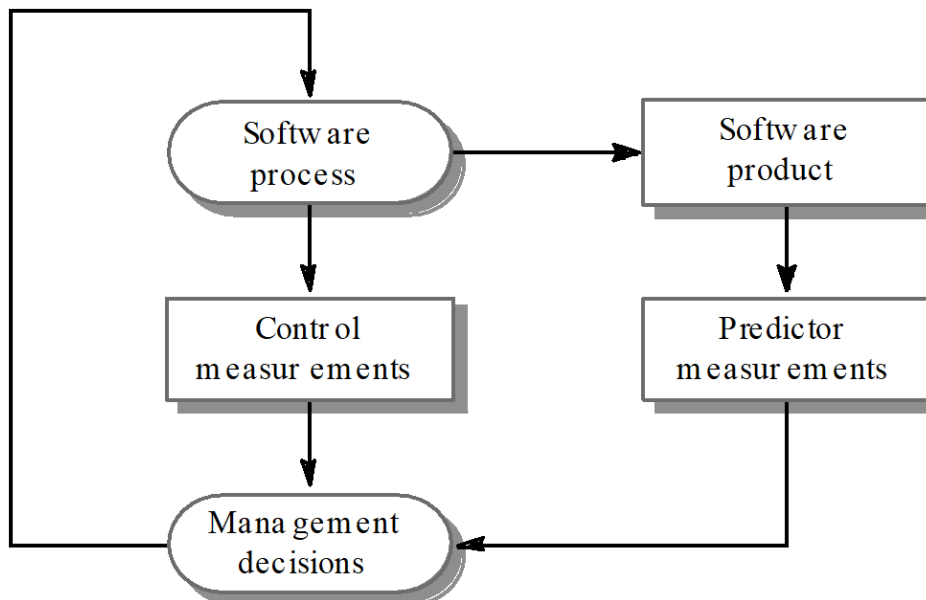 Software
process
Software
product
Control
measurements
Predictor
measurements
Management
decisions